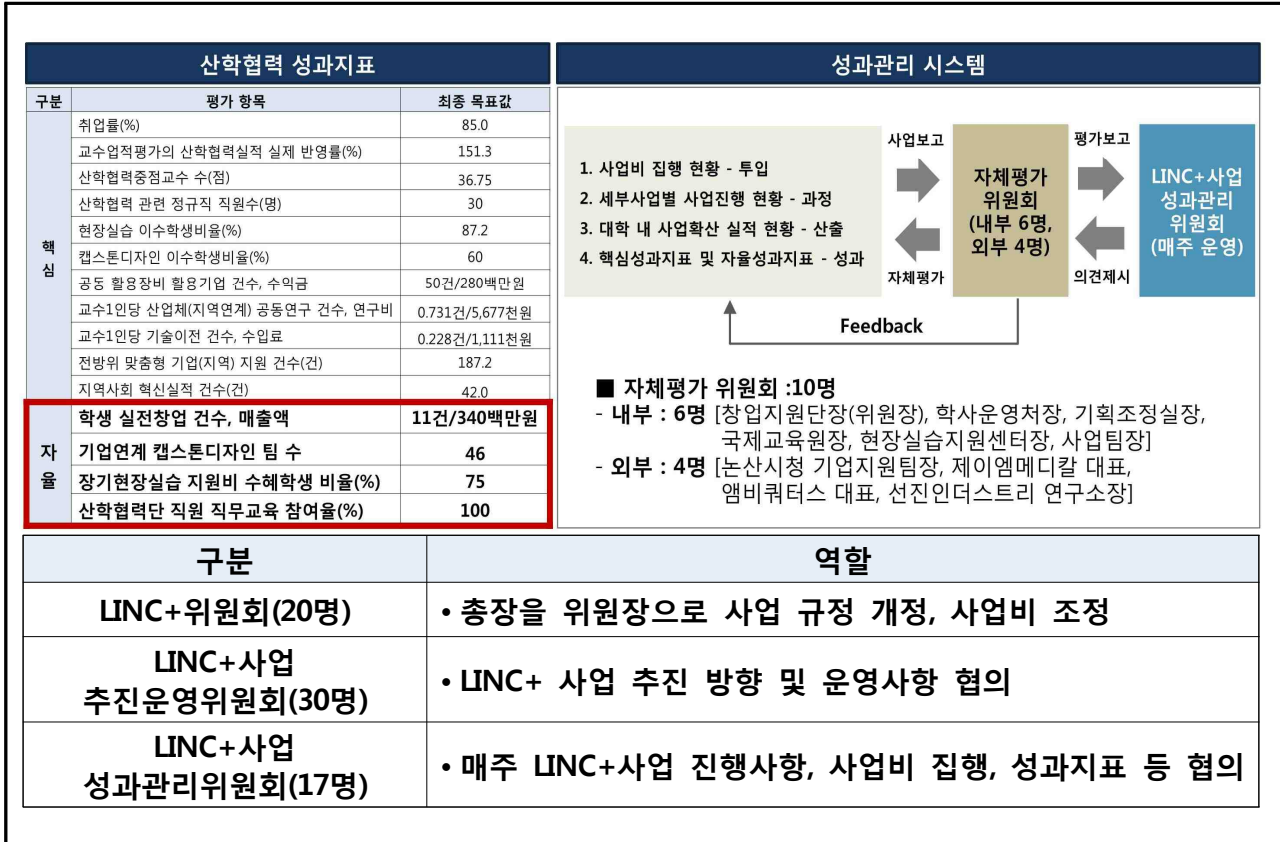 산학협력 성과지표
구분 평가 항목 최종 목표값
핵심
취업률(%) 85.0
교수업적평가의 산학협력실적 실제 반영률(%) 151.3
산학협력중점교수 수(점) 36.75
산학협력 관련 정규직 직원수(명) 30
현장실습 이수학생비율(%) 87.2
캡스톤디자인 이수학생비율(%) 60
공동 활용장비 활용기업 건수, 수익금 50건/280백만원
교수1인당 산업체(지역연계) 공동연구 건수, 연구비 0.731건/5,677천원
교수1인당 기술이전 건수, 수입료 0.228건/1,111천원
전방위 맞춤형 기업(지역) 지원 건수(건) 187.2
지역사회 혁신실적 건수(건) 42.0
자율
학생 실전창업 건수, 매출액 11건/340백만원
기업연계 캡스톤디자인 팀 수 46
장기현장실습 지원비 수혜학생 비율(%) 75
산학협력단 직원 직무교육 참여율(%) 100
성과관리 시스템
1. 사업비 집행 현황 - 투입
2. 세부사업별 사업진행 현황 - 과정
3. 대학 내 사업확산 실적 현황 - 산출
4. 핵심성과지표 및 자율성과지표 - 성과
사업보고
자체평가
자체평가
위원회
(내부 6명,
외부 4명)
평가보고
의견제시
LINC+사업
성과관리
위원회
(매주 운영)
Feedback
■ 자체평가 위원회 :10명
- 내부 : 6명 [창업지원단장(위원장), 학사운영처장, 기획조정실장,
국제교육원장, 현장실습지원센터장, 사업팀장]
- 외부 : 4명 [논산시청 기업지원팀장, 제이엠메디칼 대표,
앰비쿼터스 대표, 선진인더스트리 연구소장]
구분 역할
LINC+위원회(20명) • 총장을 위원장으로 사업 규정 개정, 사업비 조정
LINC+사업
추진운영위원회(30명) • LINC+ 사업 추진 방향 및 운영사항 협의
LINC+사업
성과관리위원회(17명) • 매주 LINC+사업 진행사항, 사업비 집행, 성과지표 등 협의